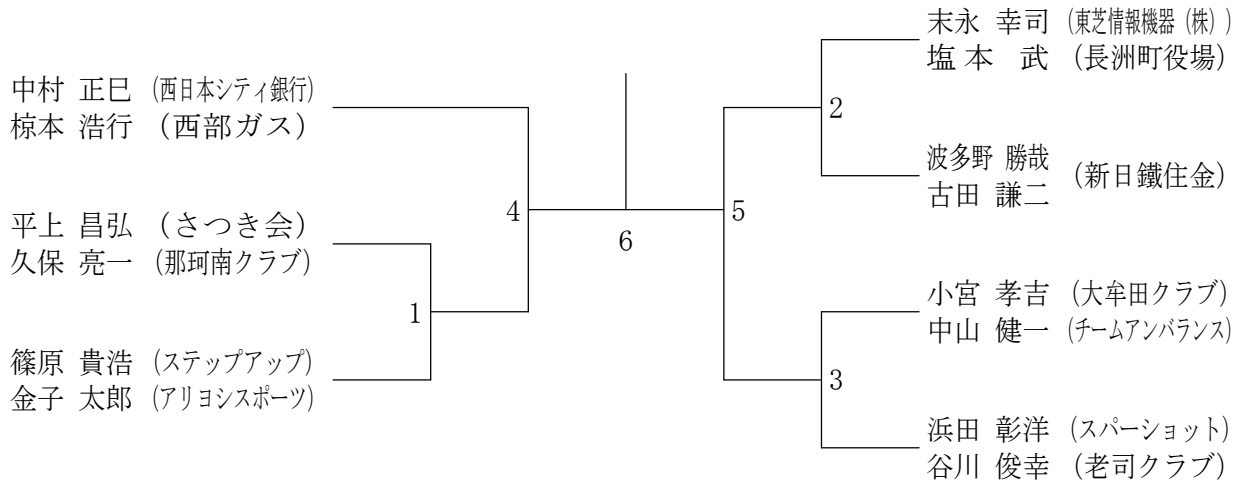 中村 正巳 (西日本シティ銀行)
椋本 浩行 (西部ガス)
平上 昌弘 (さつき会)
久保 亮一 (那珂南クラブ)
篠原 貴浩 (ステップアップ)
金子 太郎 (アリヨシスポーツ)
1
4
6
5
2
3
末永 幸司 (東芝情報機器(株))
塩本 武 (長洲町役場)
波多野 勝哉
古田 謙二
(新日鐵住金)
小宮 孝吉 (大牟田クラブ)
中山 健一 (チームアンバランス)
浜田 彰洋 (スパーショット)
谷川 俊幸 (老司クラブ)